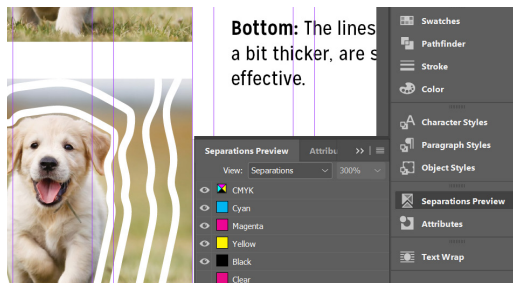 Bottom: The lines
a bit thicker, are s
effective.
Swatches
Pathfinder
Stroke
Color
Character Styles
Paragraph Styles
Object Styles
Separations Preview
Attributes
Text Wrap
Separations Preview Attribu
View: Separations 300%
CMYK
Cyan
Magenta
Yellow
Black
Clear